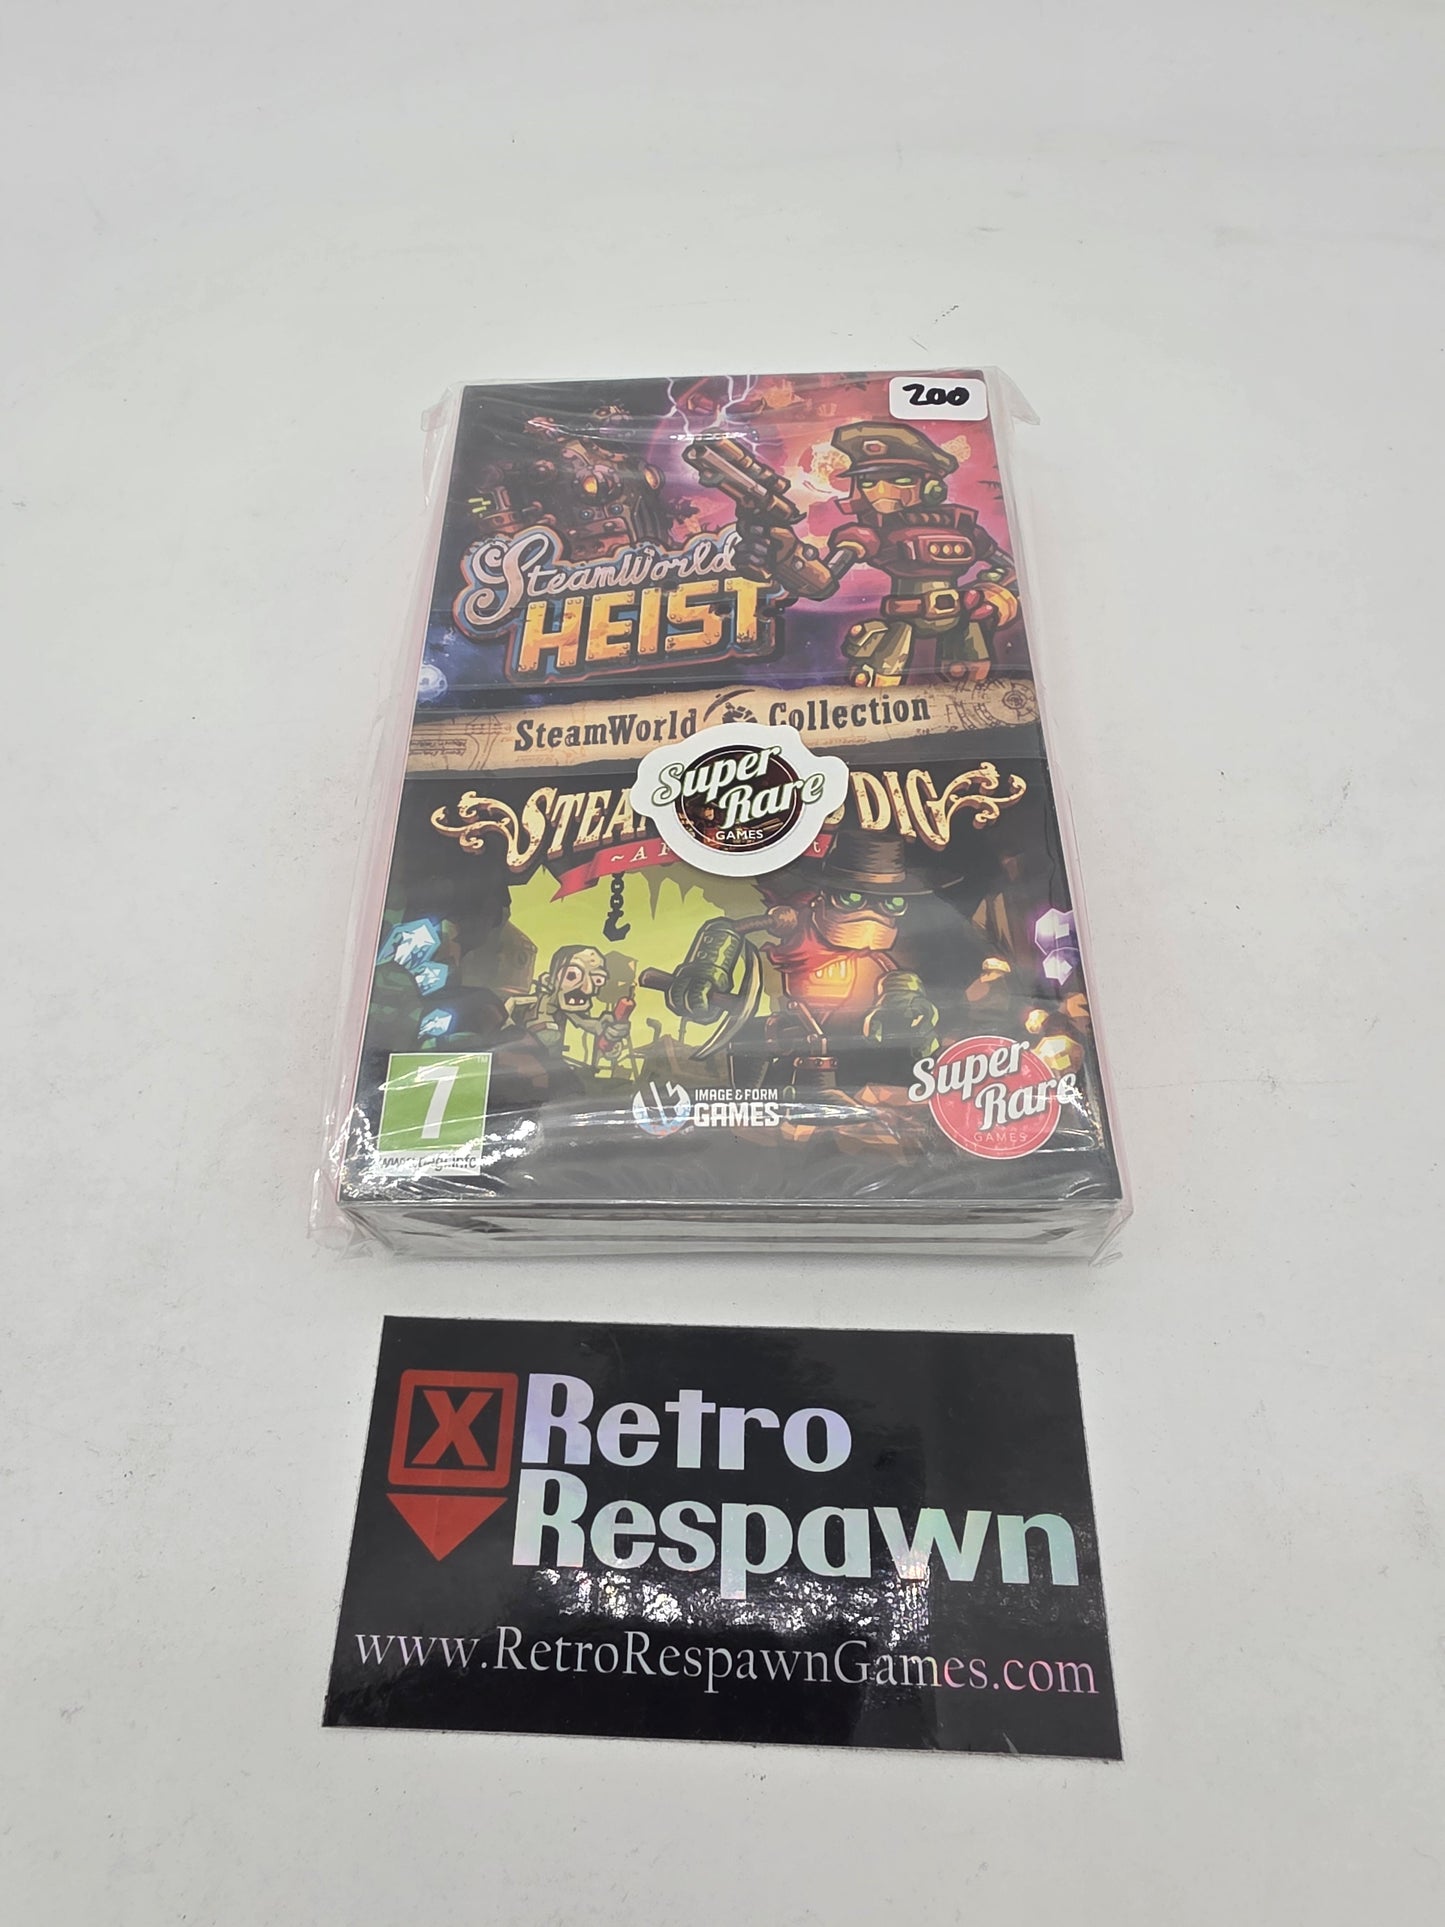 200
SteamWorld
HEIST
SteamWorld Collection
Super
Rare
GAMES
DIG
7
IMAGE & FORM
GAMES
Super
Rare
GAMES
X Retro
Respawn
www.RetroRespawnGames.com